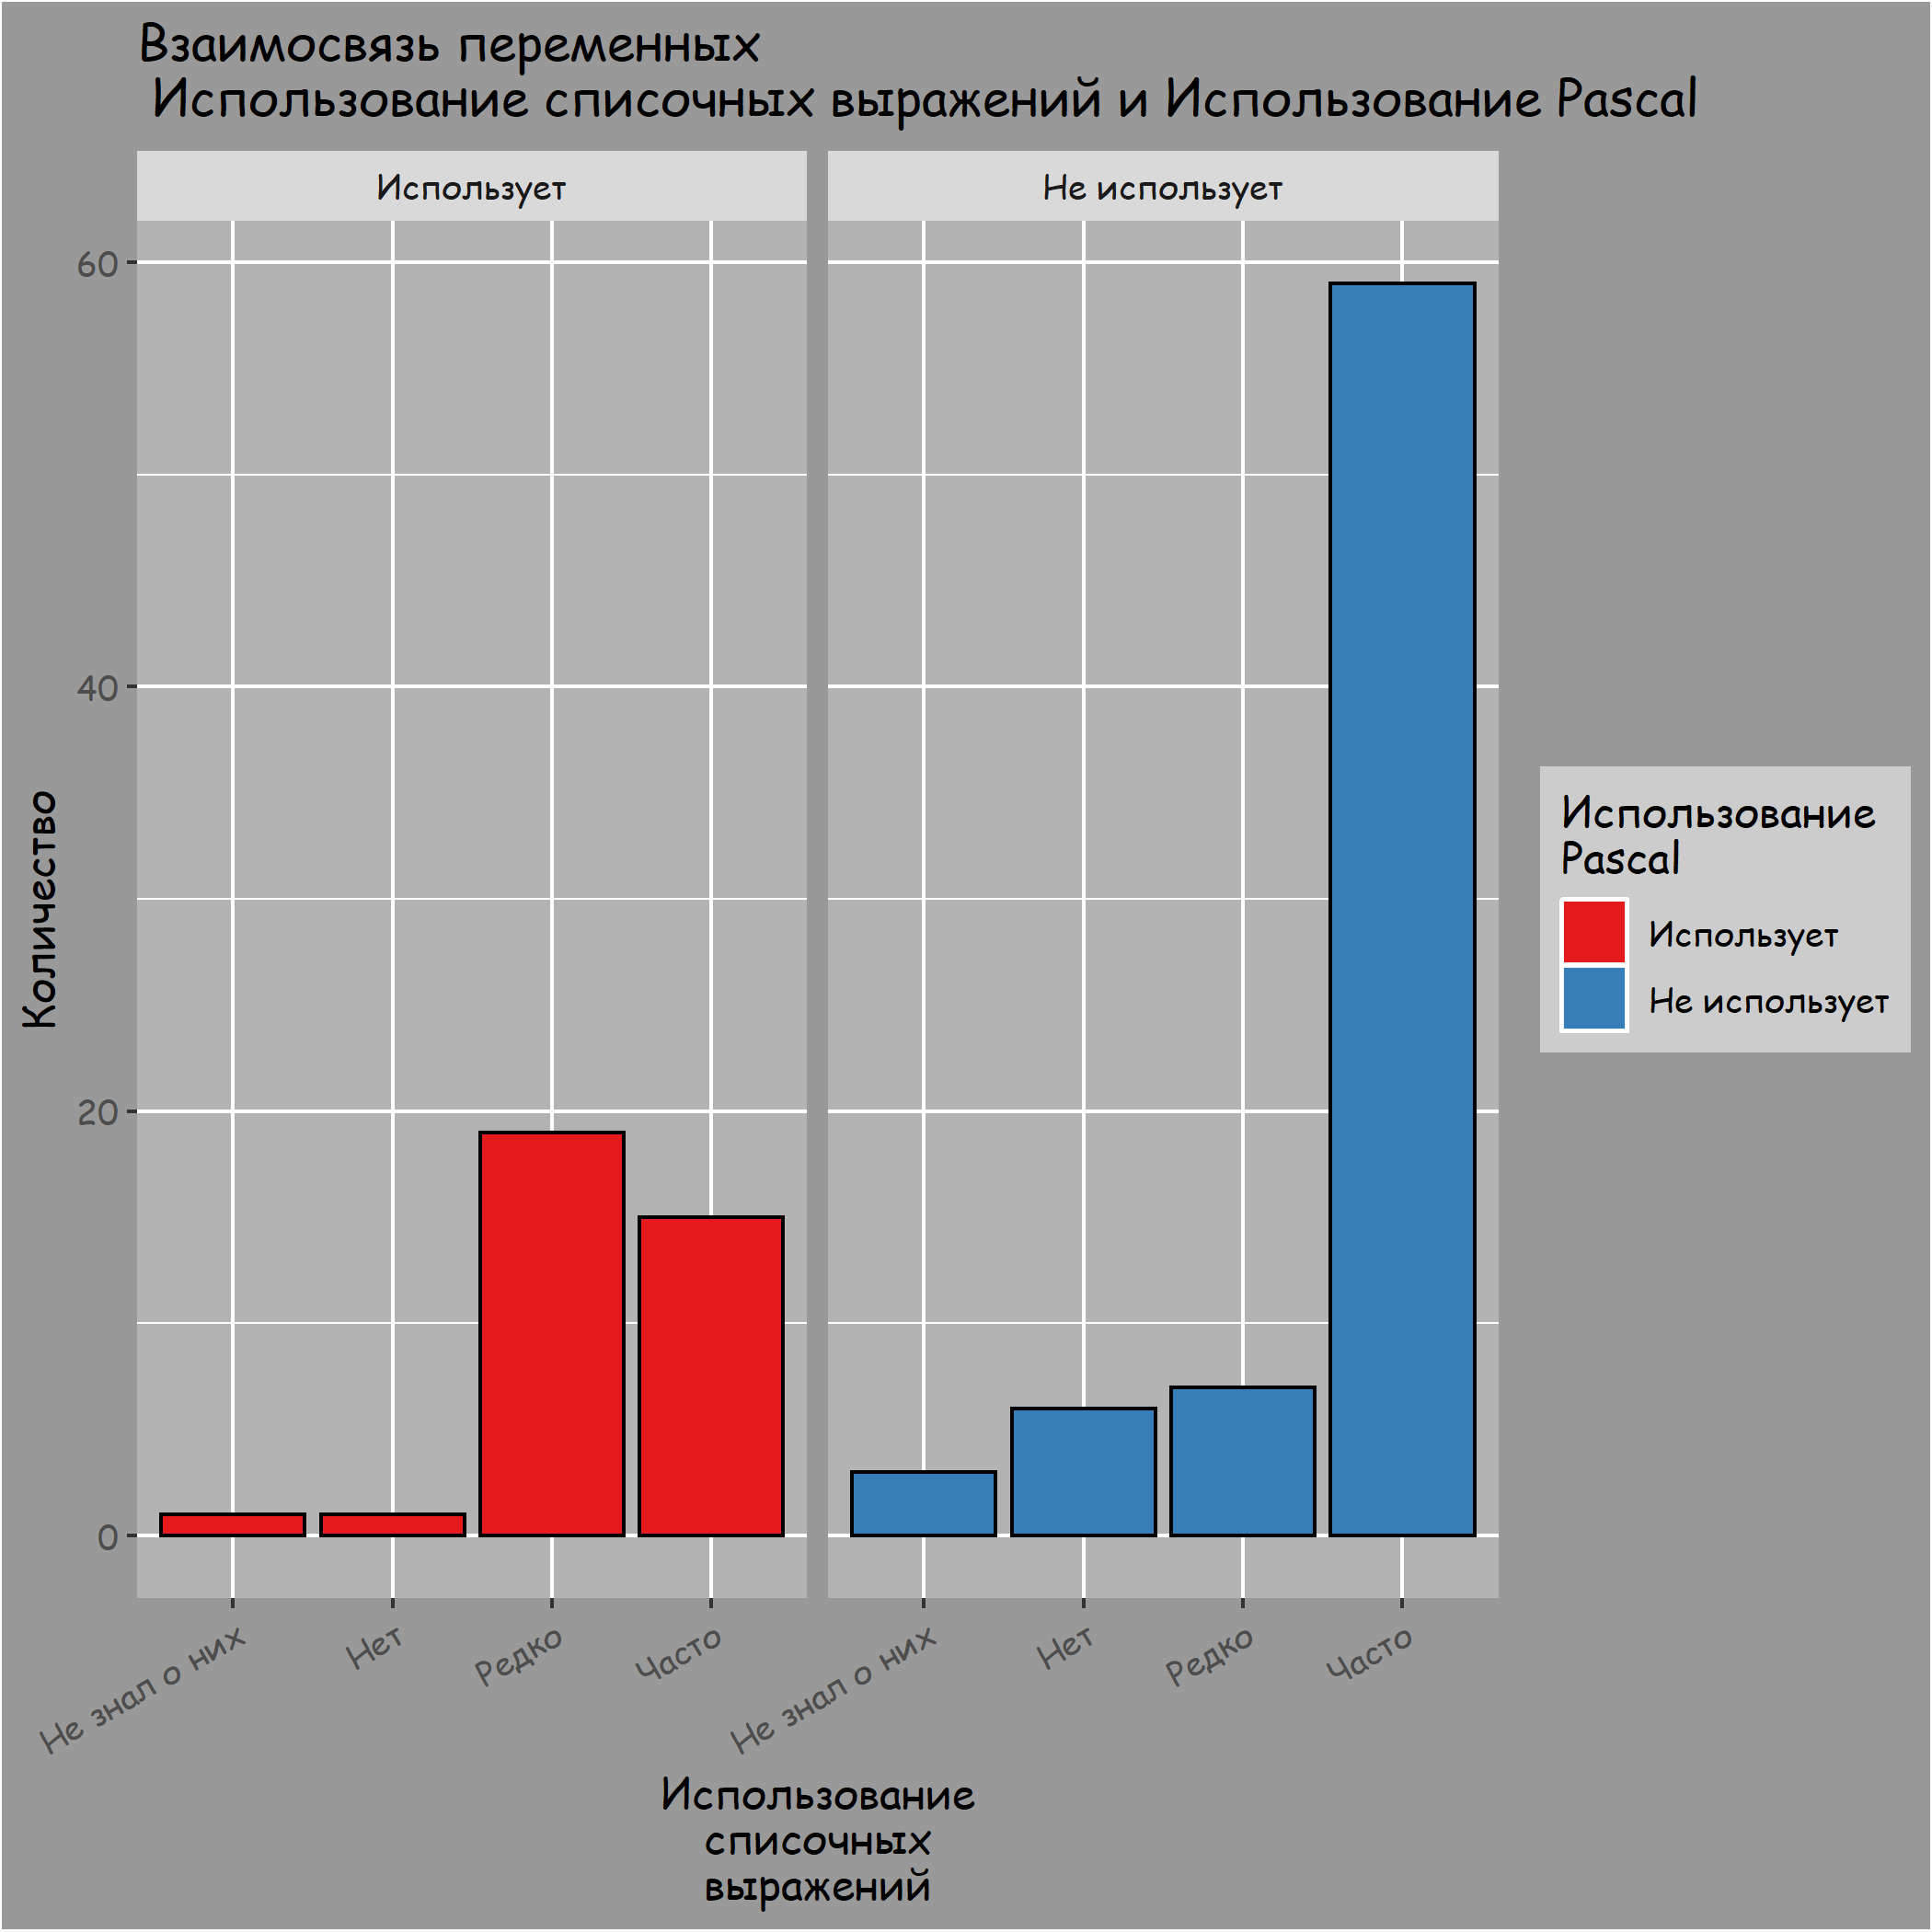 Взаимосвязь переменных
Использование списочных выражений и Использование Pascal
Использует
Не использует
60
40
20
0
Количество
Не знал о них
Нет
Редко
Часто
Не знал о них
Нет
Редко
Часто
Использование
списочных
выражений
Использование
Pascal
Использует
Не использует